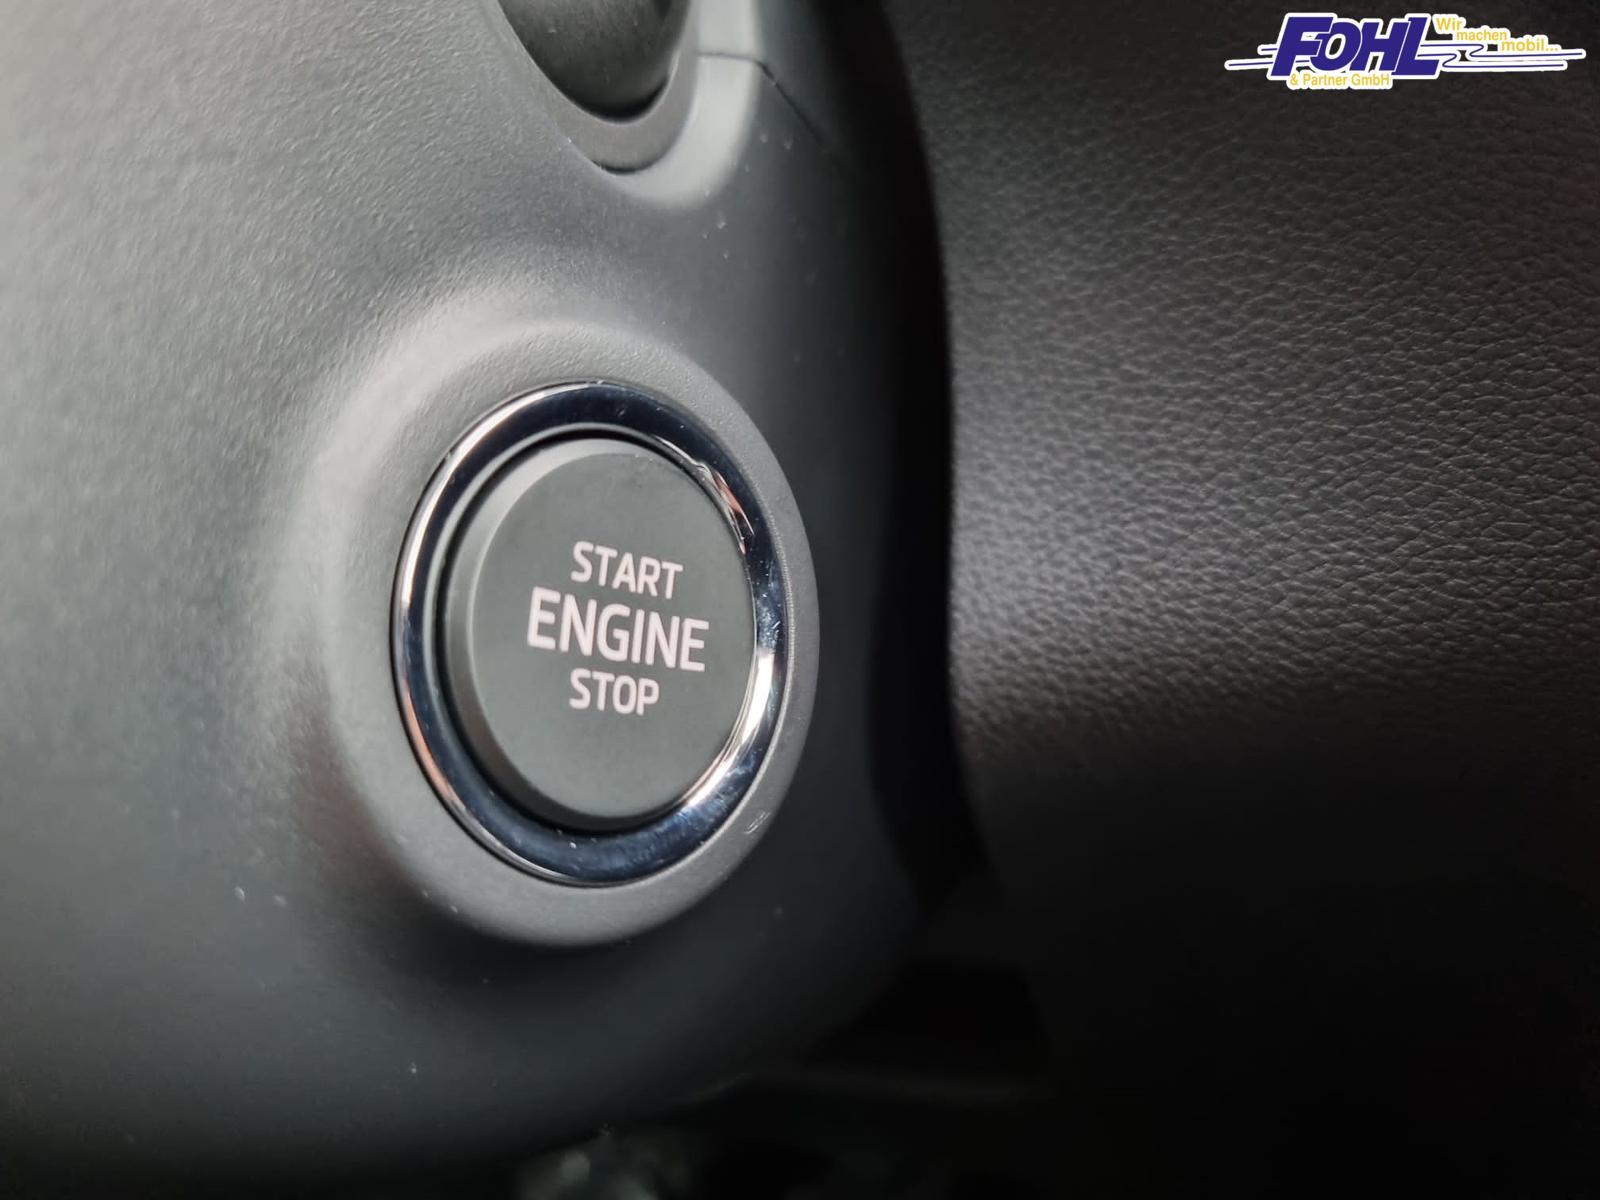 FOHL
Wir
machen
mobil...
& Partner GmbH
START
ENGINE
STOP